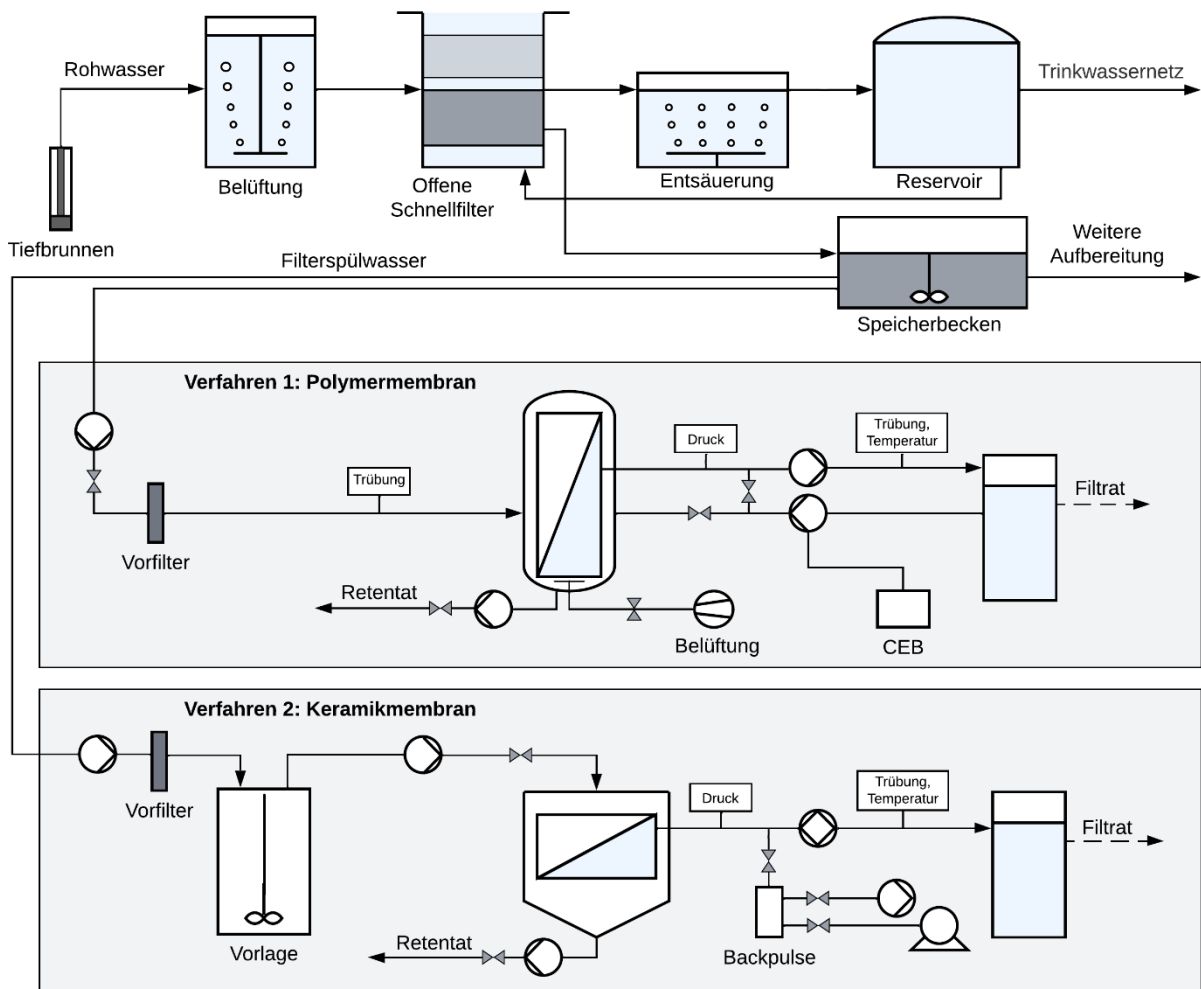 Rohwasser
Trinkwassernetz
Belüftung
Offene
Schnellfilter
Entsäuerung
Reservoir
Tiefbrunnen
Filterspülwasser
Weitere
Aufbereitung
Speicherbecken
Verfahren 1: Polymermembran
Druck
Trübung,
Temperatur
Trübung
Filtrat
Vorfilter
Retentat
Belüftung
CEB
Verfahren 2: Keramikmembran
Vorfilter
Druck
Trübung,
Temperatur
Filtrat
Vorlage
Retentat
Backpulse